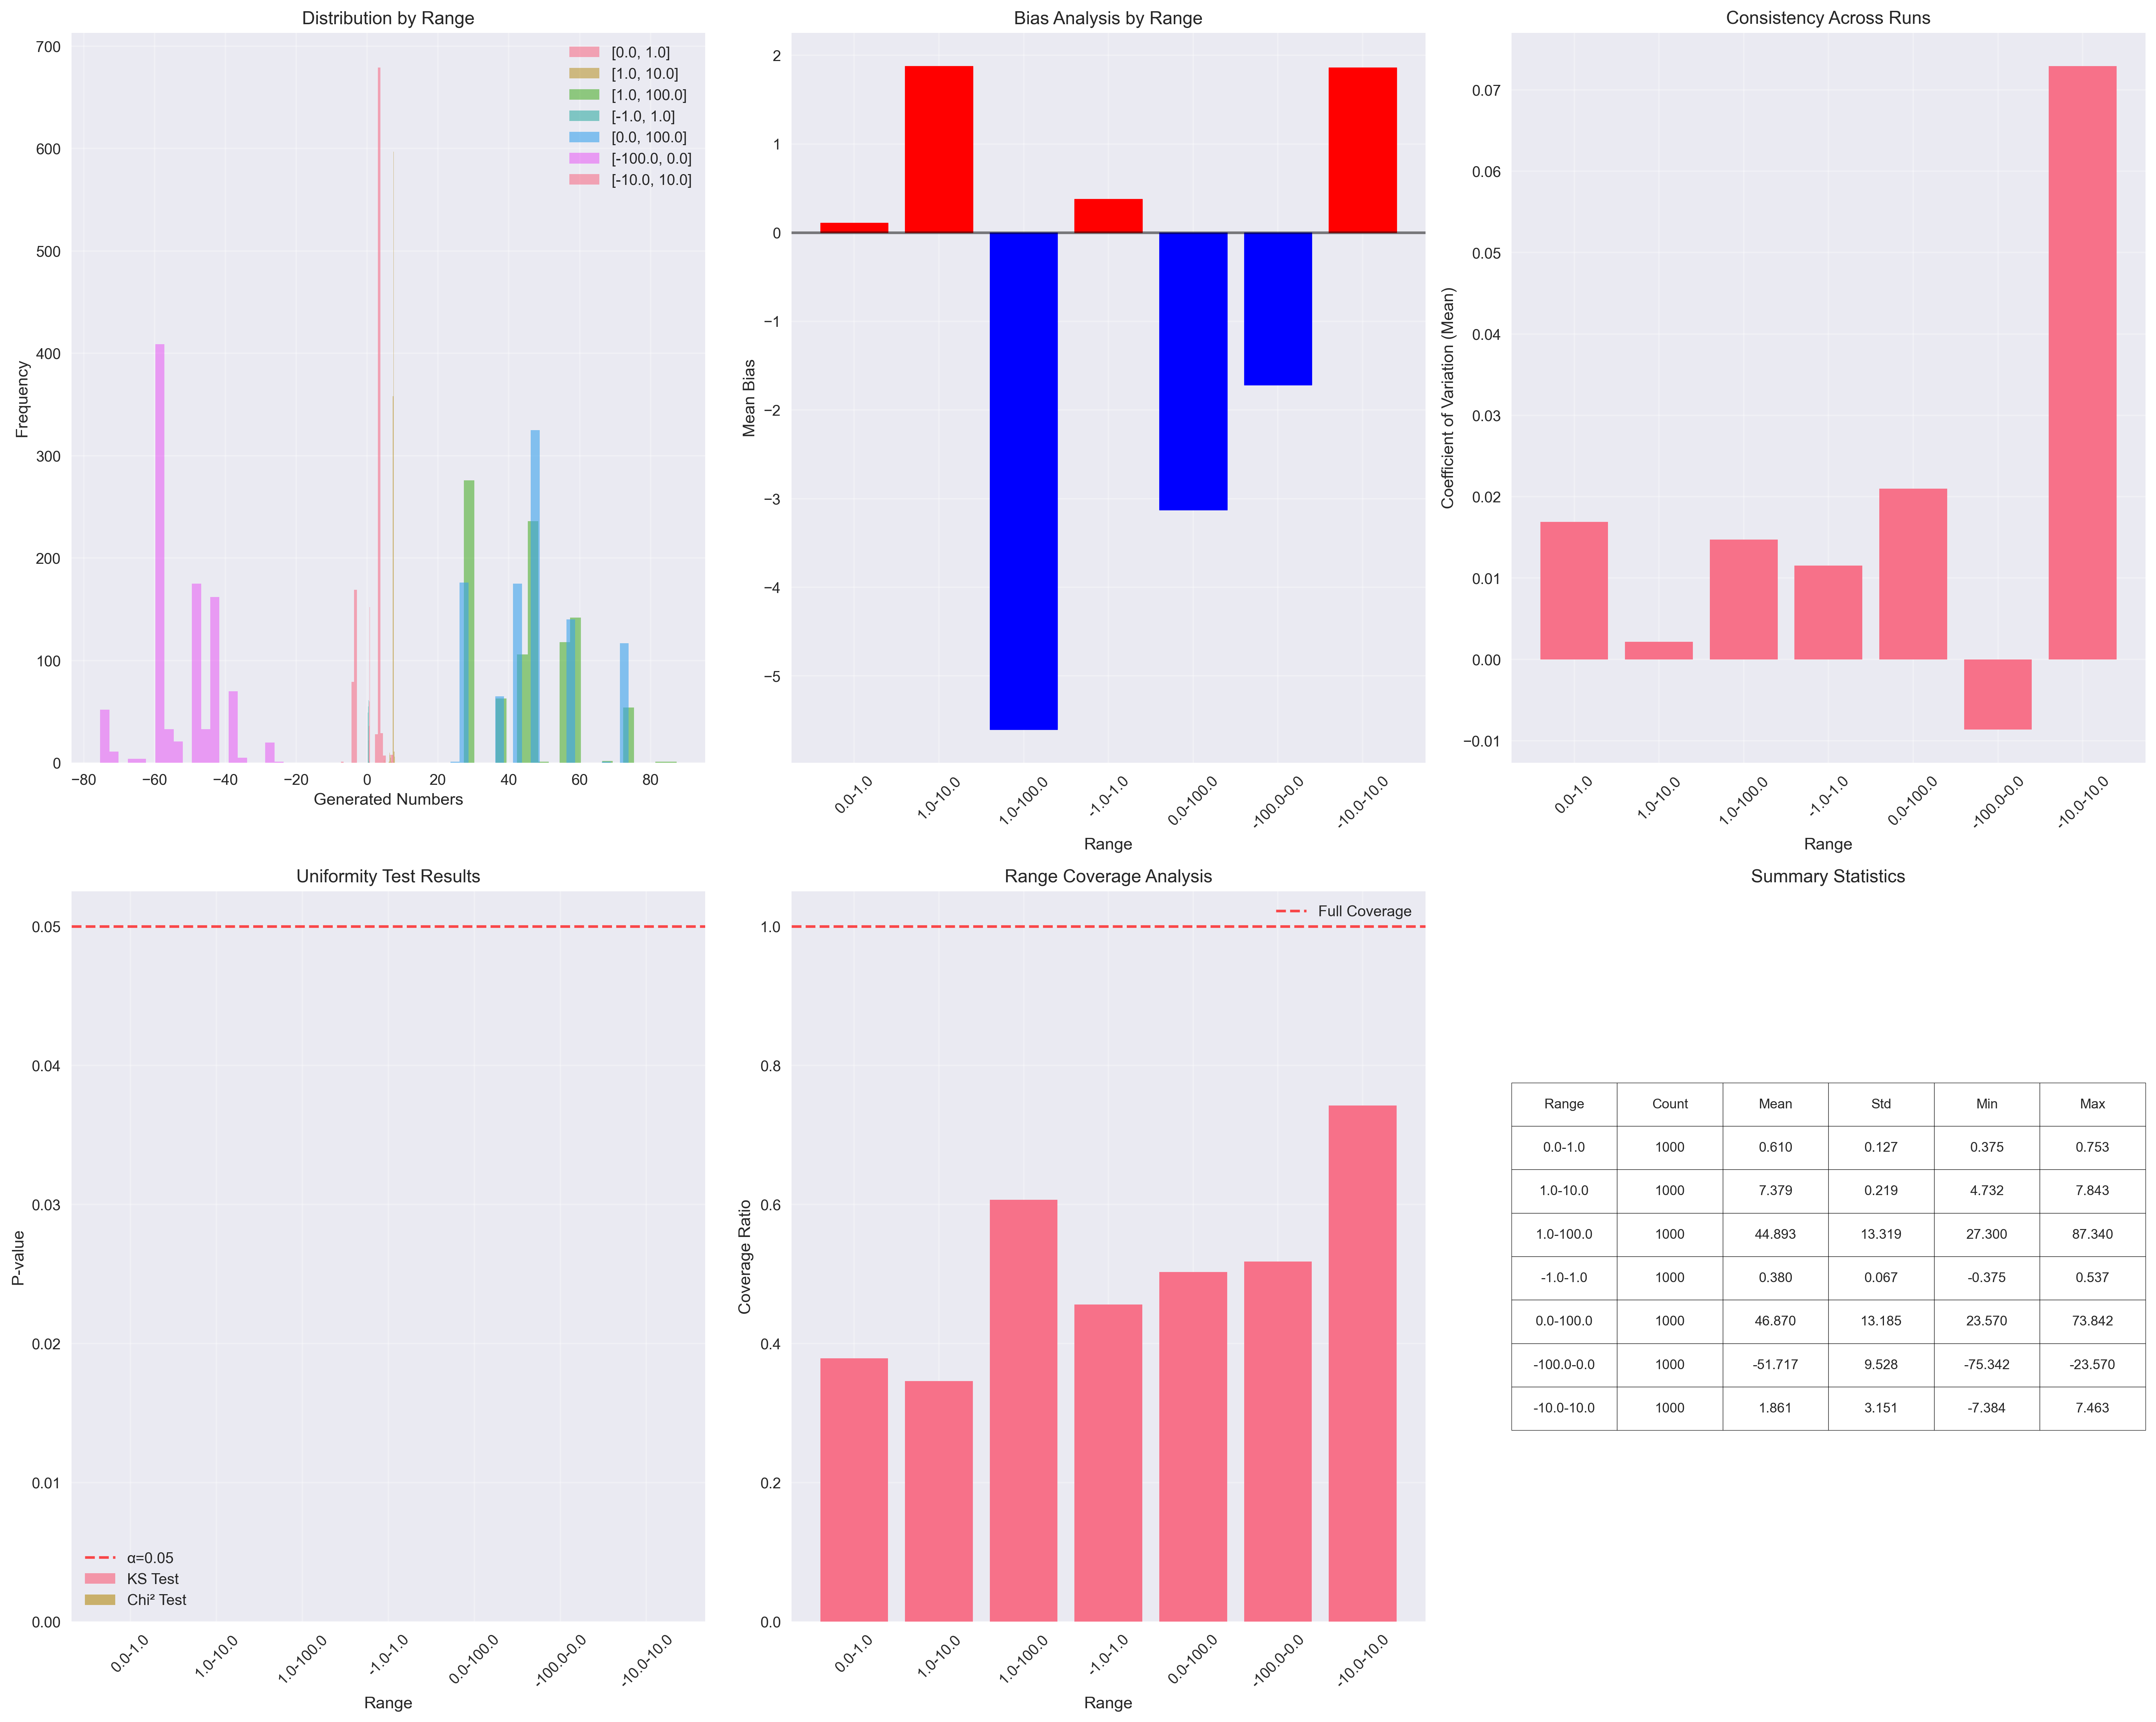 Distribution by Range
700
600
500
400
300
200
100
0
Frequency
−80 −60 −40 −20 0 20 40 60 80
Generated Numbers
[0.0, 1.0]
[1.0, 10.0]
[1.0, 100.0]
[-1.0, 1.0]
[0.0, 100.0]
[-100.0, 0.0]
[-10.0, 10.0]
Bias Analysis by Range
2
1
0
−1
−2
−3
−4
−5
Mean Bias
0.0-1.0 1.0-10.0 1.0-100.0 -1.0-1.0 0.0-100.0 -100.0-0.0 -10.0-10.0
Range
Consistency Across Runs
0.07
0.06
0.05
0.04
0.03
0.02
0.01
0.00
−0.01
Coefficient of Variation (Mean)
0.0-1.0 1.0-10.0 1.0-100.0 -1.0-1.0 0.0-100.0 -100.0-0.0 -10.0-10.0
Range
Uniformity Test Results
0.05
0.04
0.03
0.02
0.01
0.00
P-value
α=0.05
KS Test
Chi² Test
0.0-1.0 1.0-10.0 1.0-100.0 -1.0-1.0 0.0-100.0 -100.0-0.0 -10.0-10.0
Range
Range Coverage Analysis
Full Coverage
1.0
0.8
0.6
0.4
0.2
0.0
Coverage Ratio
0.0-1.0 1.0-10.0 1.0-100.0 -1.0-1.0 0.0-100.0 -100.0-0.0 -10.0-10.0
Range
Summary Statistics
Range Count Mean Std Min Max
0.0-1.0 1000 0.610 0.127 0.375 0.753
1.0-10.0 1000 7.379 0.219 4.732 7.843
1.0-100.0 1000 44.893 13.319 27.300 87.340
-1.0-1.0 1000 0.380 0.067 -0.375 0.537
0.0-100.0 1000 46.870 13.185 23.570 73.842
-100.0-0.0 1000 -51.717 9.528 -75.342 -23.570
-10.0-10.0 1000 1.861 3.151 -7.384 7.463